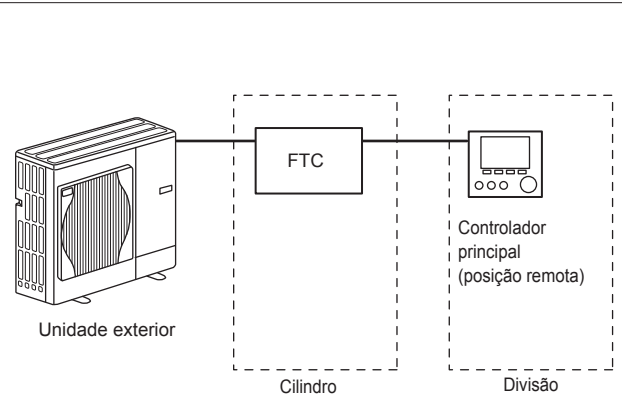 FTC
Controlador
principal
(posição remota)
Unidade exterior
Cilindro
Divisão